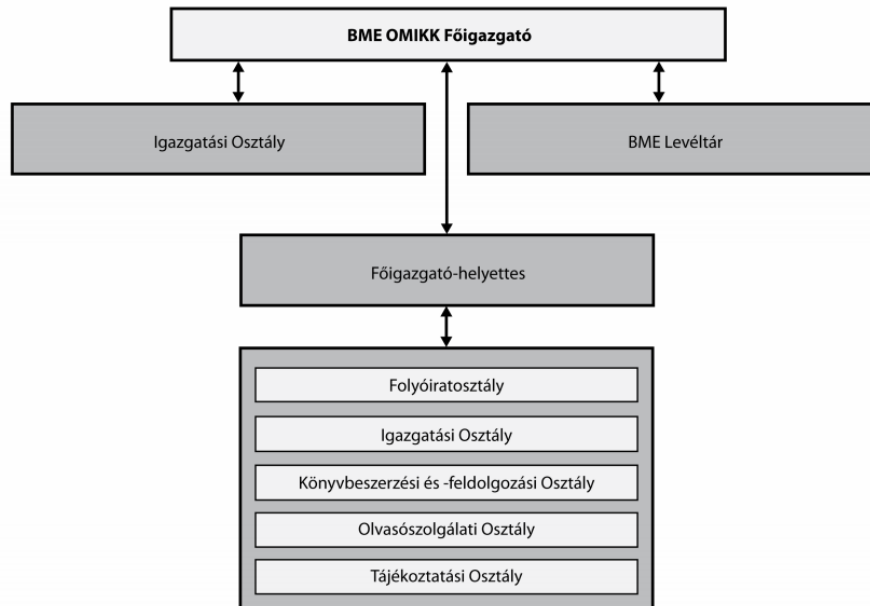 BME OMIKK Főigazgató
Igazgatási Osztály
BME Levéltár
Főigazgató-helyettes
Folyóiratosztály
Igazgatási Osztály
Könyvbeszerzési és -feldolgozási Osztály
Olvasószolgálati Osztály
Tájékoztatási Osztály